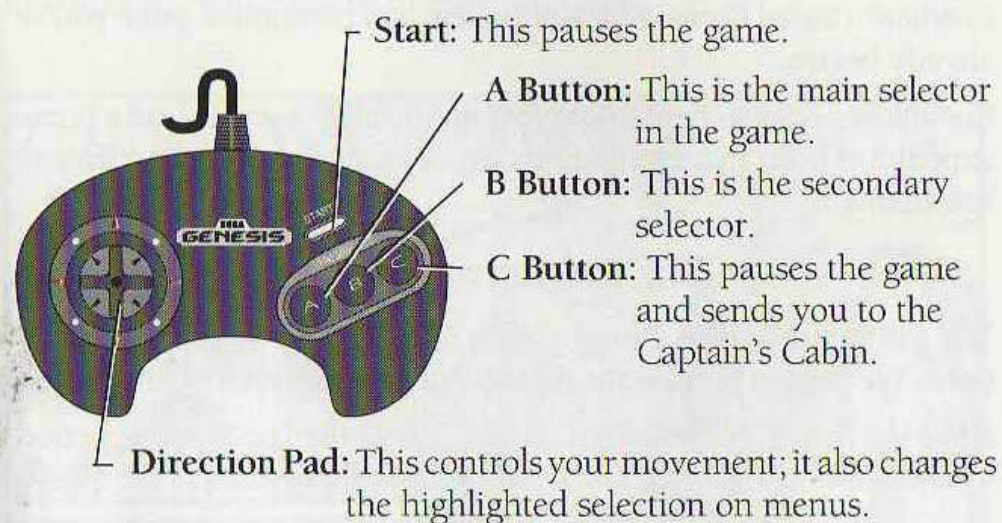 Start: This pauses the game.
A Button: This is the main selector
in the game.
B Button: This is the secondary
selector.
C Button: This pauses the game
and sends you to the
Captain's Cabin.
START
SEGA
GENESIS
A
B
C
Direction Pad: This controls your movement; it also changes
the highlighted selection on menus.